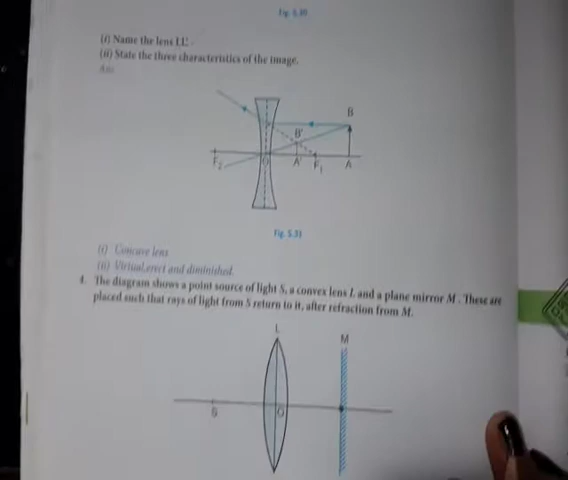 Fig. 5.30
(i) Name the lens LL'.
(ii) State the three characteristics of the image.
Ans.
B
B'
F₂
O
A'
F₁
A
Fig. 5.31
(i) Concave lens
(ii) Virtual,erect and diminished.
4. The diagram shows a point source of light S, a convex lens L and a plane mirror M . These are
placed such that rays of light from S return to it, after refraction from M.
L
M
S
O